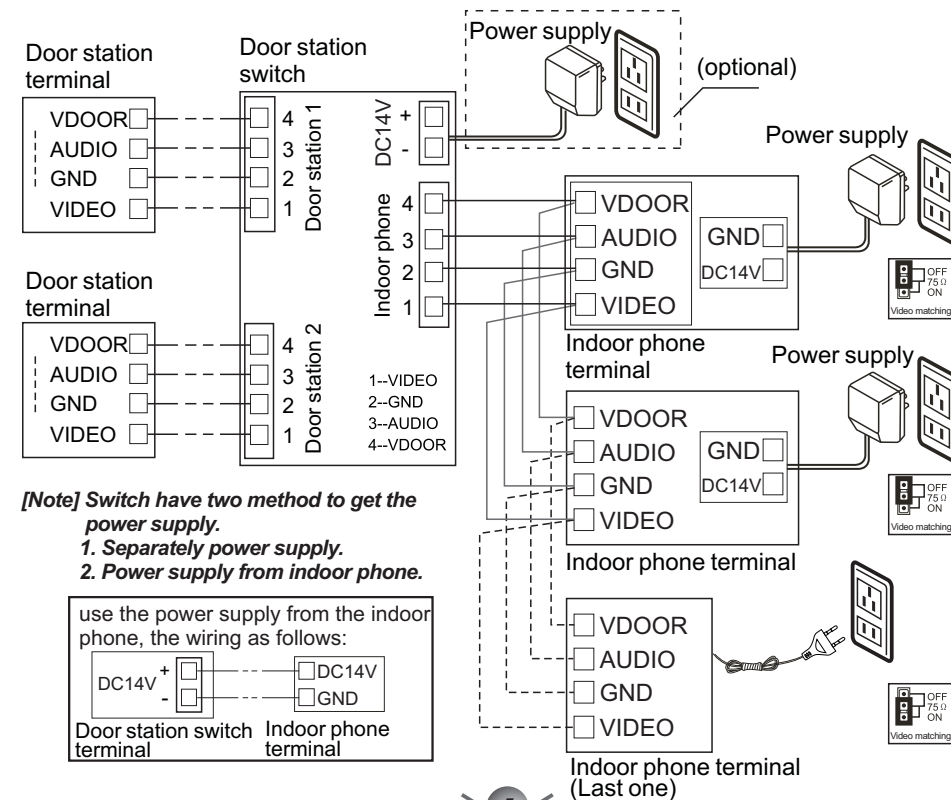 Door station
terminal
VDOOR
AUDIO
GND
VIDEO
Door station
switch
4
3
2
1
Door station 1
DC14V
+
-
Indoor phone
4
3
2
1
Power supply
(optional)
Door station
terminal
VDOOR
AUDIO
GND
VIDEO
4
3
2
1
Door station 2
1--VIDEO
2--GND
3--AUDIO
4--VDOOR
Power supply
VDOOR
AUDIO
GND
VIDEO
GND
DC14V
OFF
75Ω
ON
Video matching
Indoor phone
terminal
Power supply
VDOOR
AUDIO
GND
VIDEO
GND
DC14V
OFF
75Ω
ON
Video matching
Indoor phone terminal
VDOOR
AUDIO
GND
VIDEO
OFF
75Ω
ON
Video matching
Indoor phone terminal
(Last one)
[Note] Switch have two method to get the
power supply.
1. Separately power supply.
2. Power supply from indoor phone.
use the power supply from the indoor
phone, the wiring as follows:
DC14V
+
-
DC14V
GND
Door station switch
terminal
Indoor phone
terminal